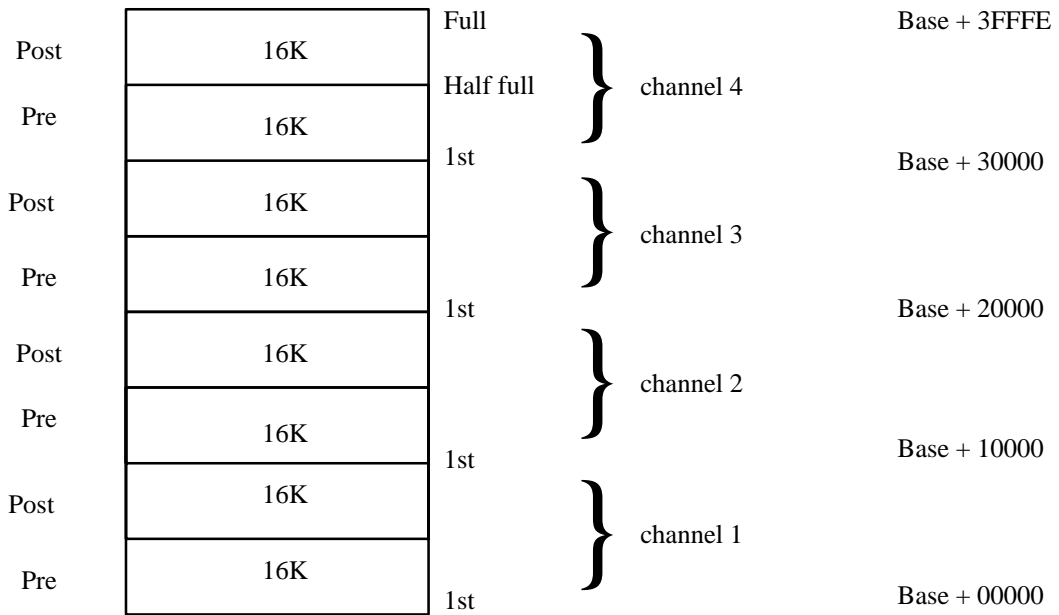 Full Base + 3FFFE
Post 16K
Half full channel 4
Pre 16K
1st Base + 30000
Post 16K
channel 3
Pre 16K
1st Base + 20000
Post 16K
channel 2
Pre 16K
1st Base + 10000
Post 16K
channel 1
Pre 16K
1st Base + 00000